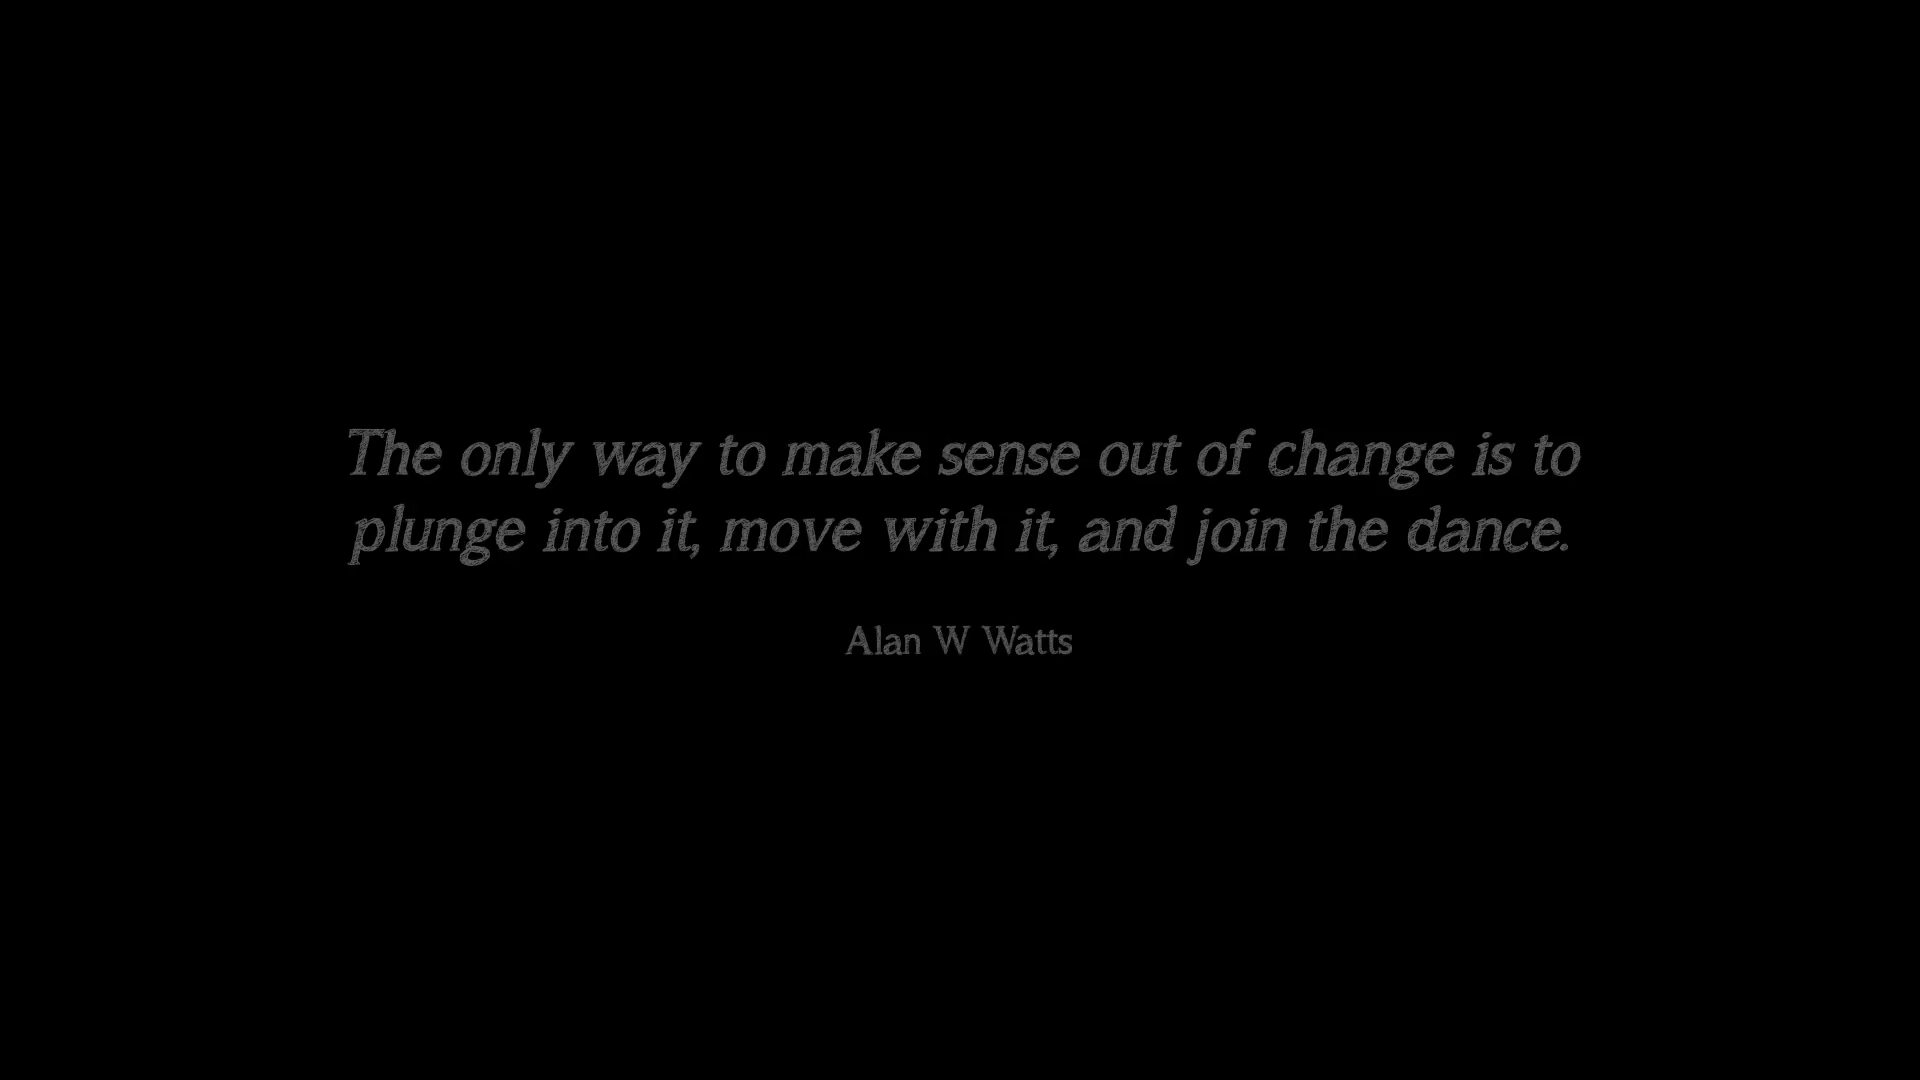 The only way to make sense out of change is to
plunge into it, move with it, and join the dance.
Alan W Watts